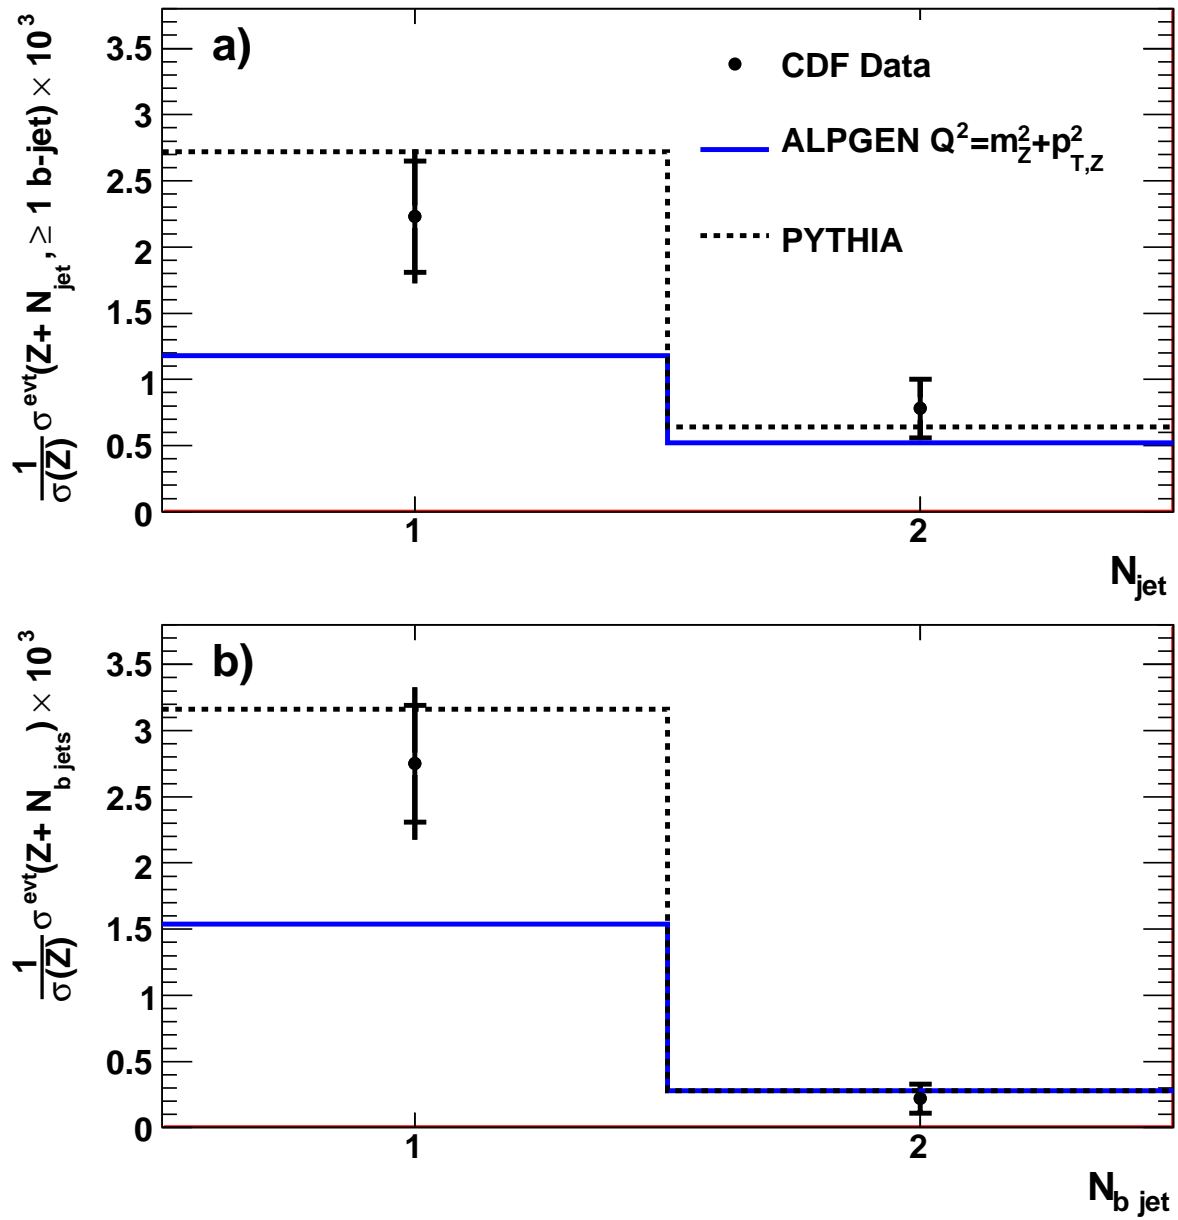 a)
CDF Data
ALPGEN Q²=m²_Z+p²_T,Z
PYTHIA
1/σ(Z) σ^evt(Z+ N_jet, ≥ 1 b-jet) × 10³
3.5
3
2.5
2
1.5
1
0.5
0
1 2
N_jet
b)
1/σ(Z) σ^evt(Z+ N_b jets) × 10³
3.5
3
2.5
2
1.5
1
0.5
0
1 2
N_b jet